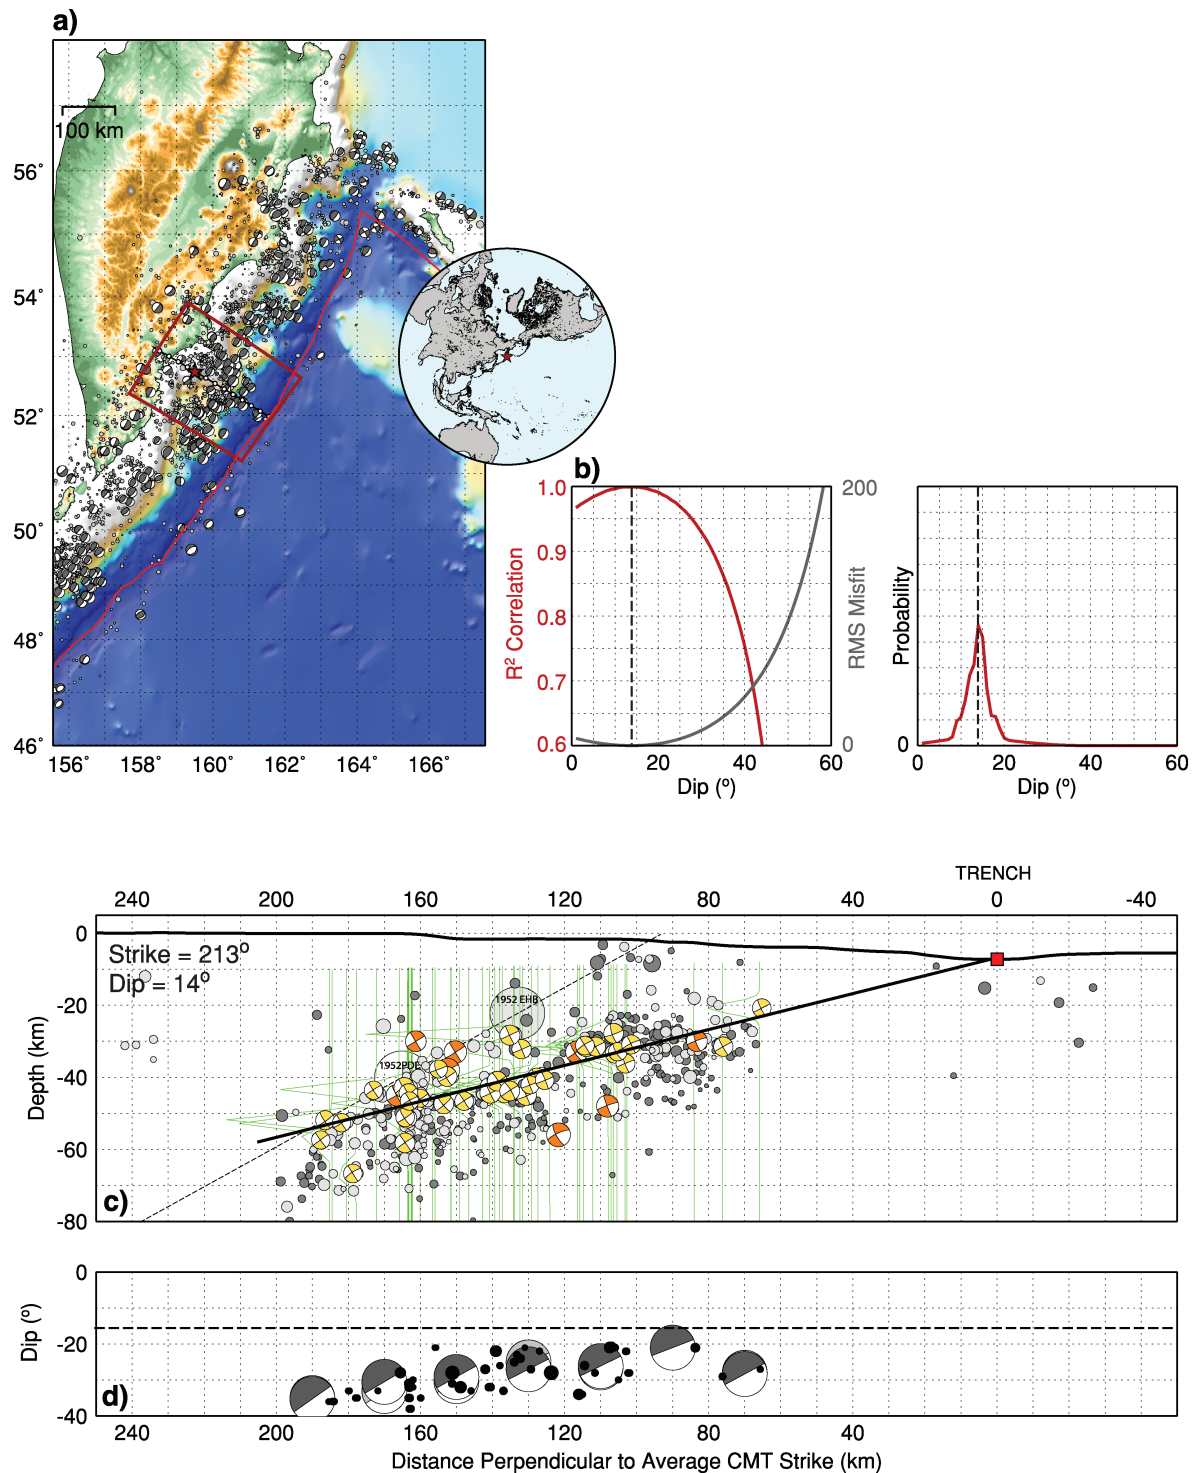 a)
100 km
56°
54°
52°
50°
48°
46°
156° 158° 160° 162° 164° 166°
b)
1.0
0.9
0.8
0.7
0.6
R² Correlation
200
0
RMS Misfit
0 20 40 60
Dip (º)
Probability
0
0 20 40 60
Dip (º)
TRENCH
240 200 160 120 80 40 0 -40
0
-20
-40
-60
-80
Depth (km)
Strike = 213º
Dip = 14º
1952 EHB
1952PDE
c)
0
-20
-40
Dip (º)
d)
240 200 160 120 80 40
Distance Perpendicular to Average CMT Strike (km)